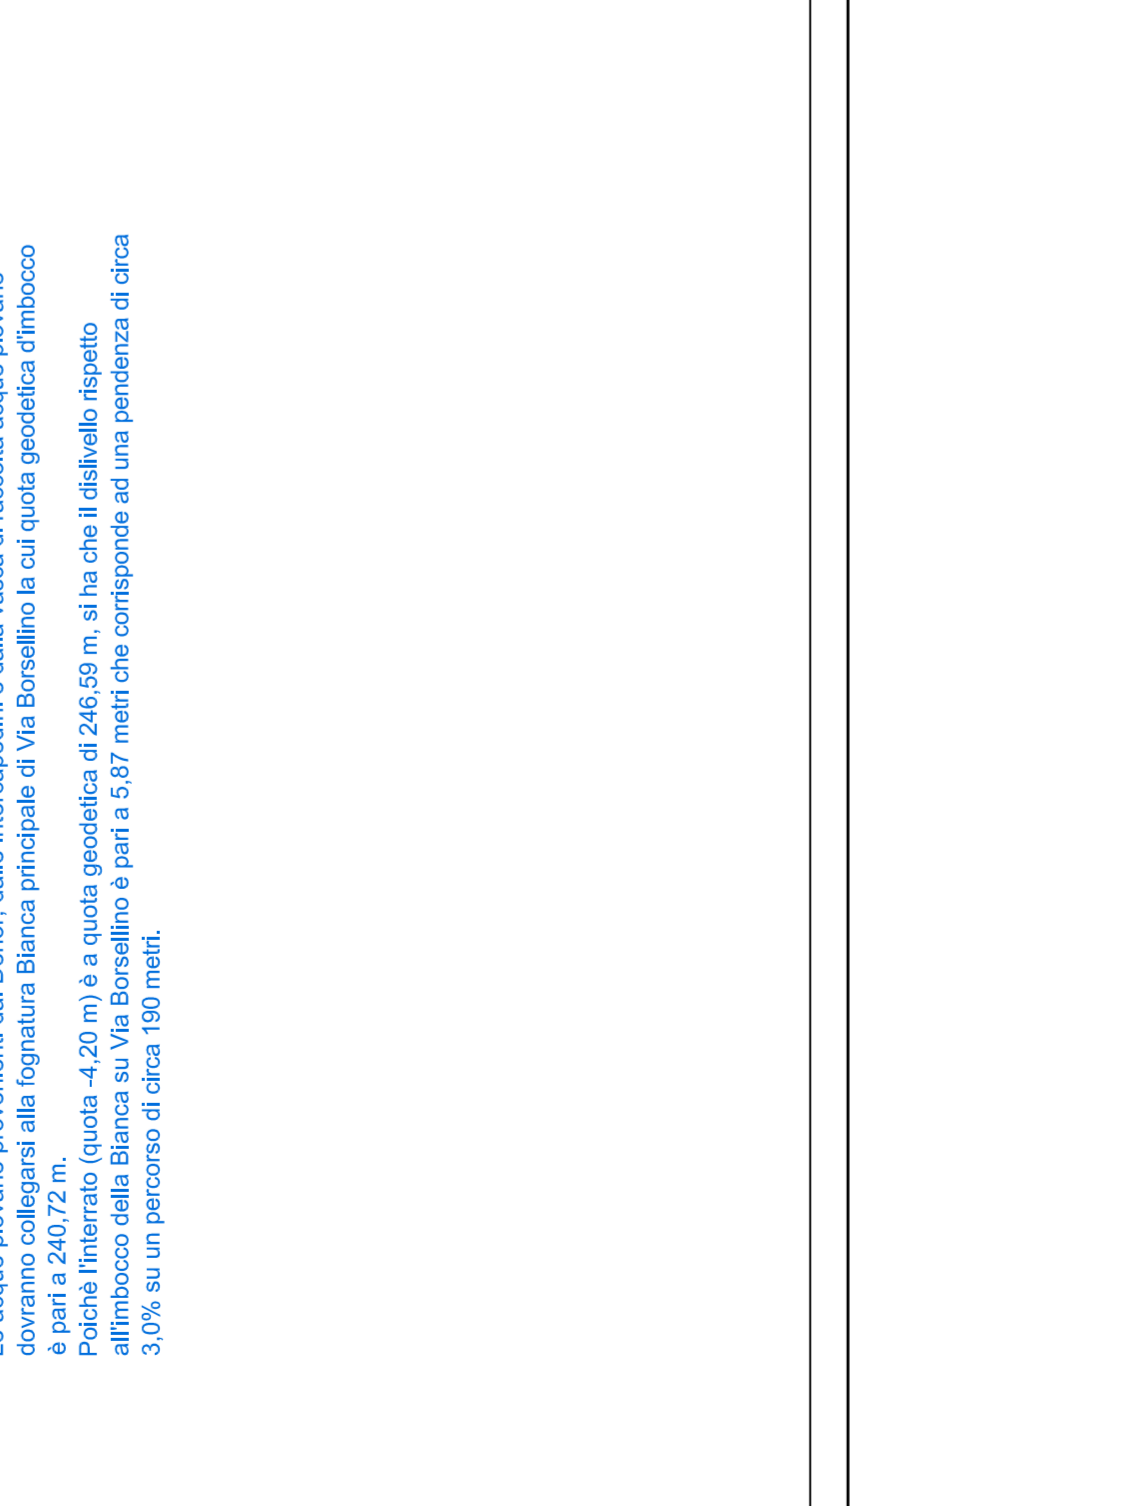 dovranno collegarsi alla fognatura Bianca principale di Via Borsellino la cui quota geodetica d'imbocco
è pari a 240,72 m.
Poichè l'interrato (quota -4,20 m) è a quota geodetica di 246,59 m, si ha che il dislivello rispetto
all'imbocco della Bianca su Via Borsellino è pari a 5,87 metri che corrisponde ad una pendenza di circa
3,0% su un percorso di circa 190 metri.